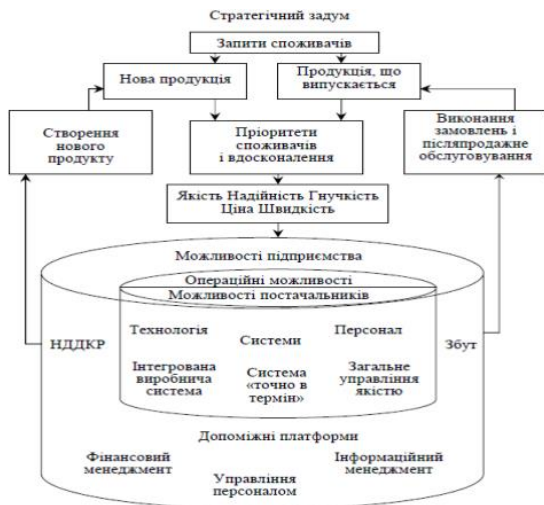 Стратегічний задум
Запити споживачів
Нова продукція
Продукція, що
випускається
Створення
нового
продукту
Пріоритети
споживачів
і вдосконалення
Виконання
замовлень і
післяпродажне
обслуговування
Якість Надійність Гнучкість
Ціна Швидкість
Можливості підприємства
Операційні можливості
Можливості постачальників
НДДКР
Технологія
Системи
Персонал
Збут
Інтегрована
виробнича
система
Система
«точно в
термін»
Загальне
управління
якістю
Допоміжні платформи
Фінансовий
менеджмент
Управління
персоналом
Інформаційний
менеджмент